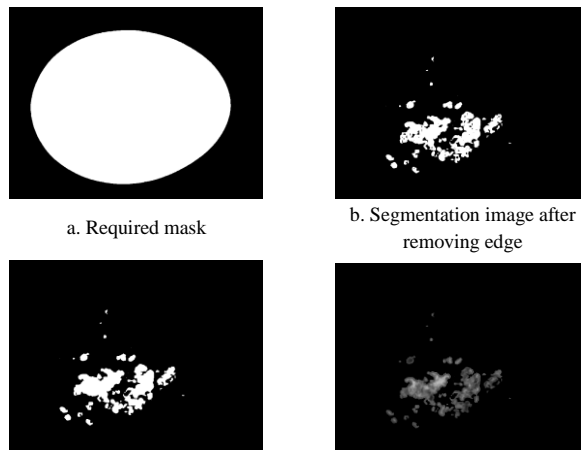 a. Required mask
b. Segmentation image after
removing edge